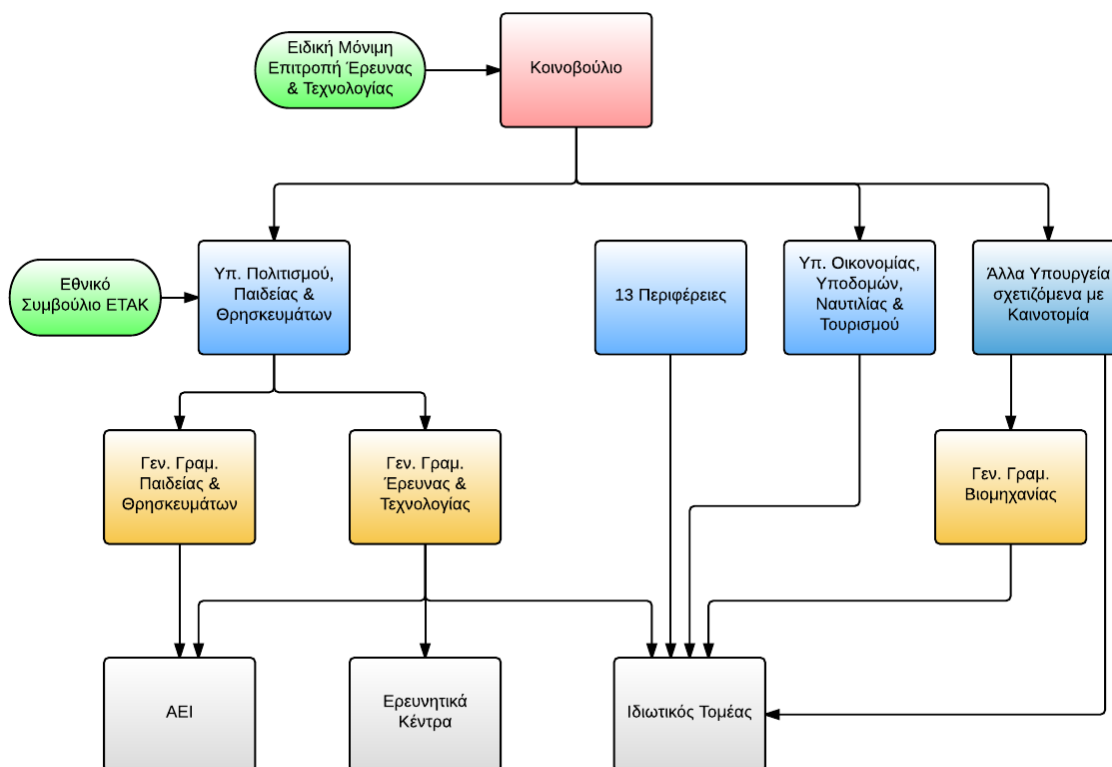 Ειδική Μόνιμη
Επιτροπή Έρευνας
& Τεχνολογίας
Κοινοβούλιο
Εθνικό
Συμβούλιο ΕΤΑΚ
Υπ. Πολιτισμού,
Παιδείας &
Θρησκευμάτων
13 Περιφέρειες
Υπ. Οικονομίας,
Υποδομών,
Ναυτιλίας &
Τουρισμού
Άλλα Υπουργεία
σχετιζόμενα με
Καινοτομία
Γεν. Γραμ.
Παιδείας &
Θρησκευμάτων
Γεν. Γραμ.
Έρευνας &
Τεχνολογίας
Γεν. Γραμ.
Βιομηχανίας
ΑΕΙ
Ερευνητικά
Κέντρα
Ιδιωτικός Τομέας